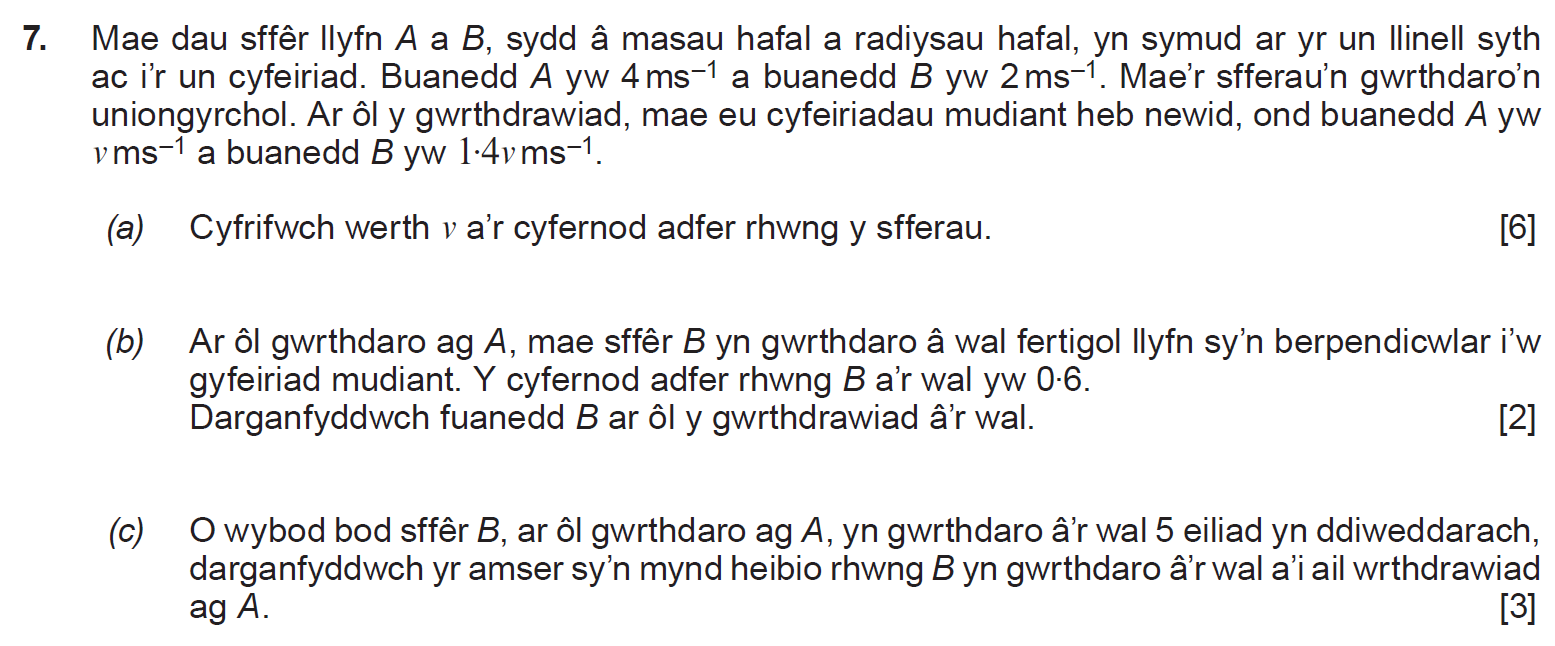 7. Mae dau sffêr llyfn A a B, sydd â masau hafal a radiysau hafal, yn symud ar yr un llinell syth
ac i’r un cyfeiriad. Buanedd A yw 4 ms⁻¹ a buanedd B yw 2 ms⁻¹. Mae’r sfferau’n gwrthdaro’n
uniongyrchol. Ar ôl y gwrthdrawiad, mae eu cyfeiriadau mudiant heb newid, ond buanedd A yw
v ms⁻¹ a buanedd B yw 1·4v ms⁻¹.
(a) Cyfrifwch werth v a’r cyfernod adfer rhwng y sfferau. [6]
(b) Ar ôl gwrthdaro ag A, mae sffêr B yn gwrthdaro â wal fertigol llyfn sy’n berpendicwlar i’w
gyfeiriad mudiant. Y cyfernod adfer rhwng B a’r wal yw 0·6.
Darganfyddwch fuanedd B ar ôl y gwrthdrawiad â’r wal. [2]
(c) O wybod bod sffêr B, ar ôl gwrthdaro ag A, yn gwrthdaro â’r wal 5 eiliad yn ddiweddarach,
darganfyddwch yr amser sy’n mynd heibio rhwng B yn gwrthdaro â’r wal a’i ail wrthdrawiad
ag A. [3]